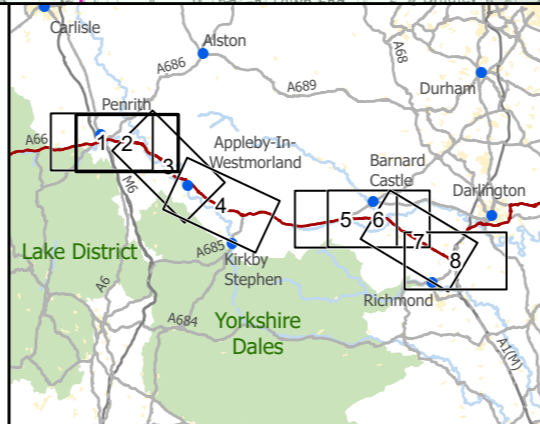 Carlisle
Alston
A686
A68
A689
Durham
Penrith
A66
1
2
3
Appleby-In-
Westmorland
Barnard
Castle
Darlington
M6
4
5
6
7
8
Lake District
A685
Kirkby
Stephen
Richmond
A6
A684
Yorkshire
Dales
A1(M)